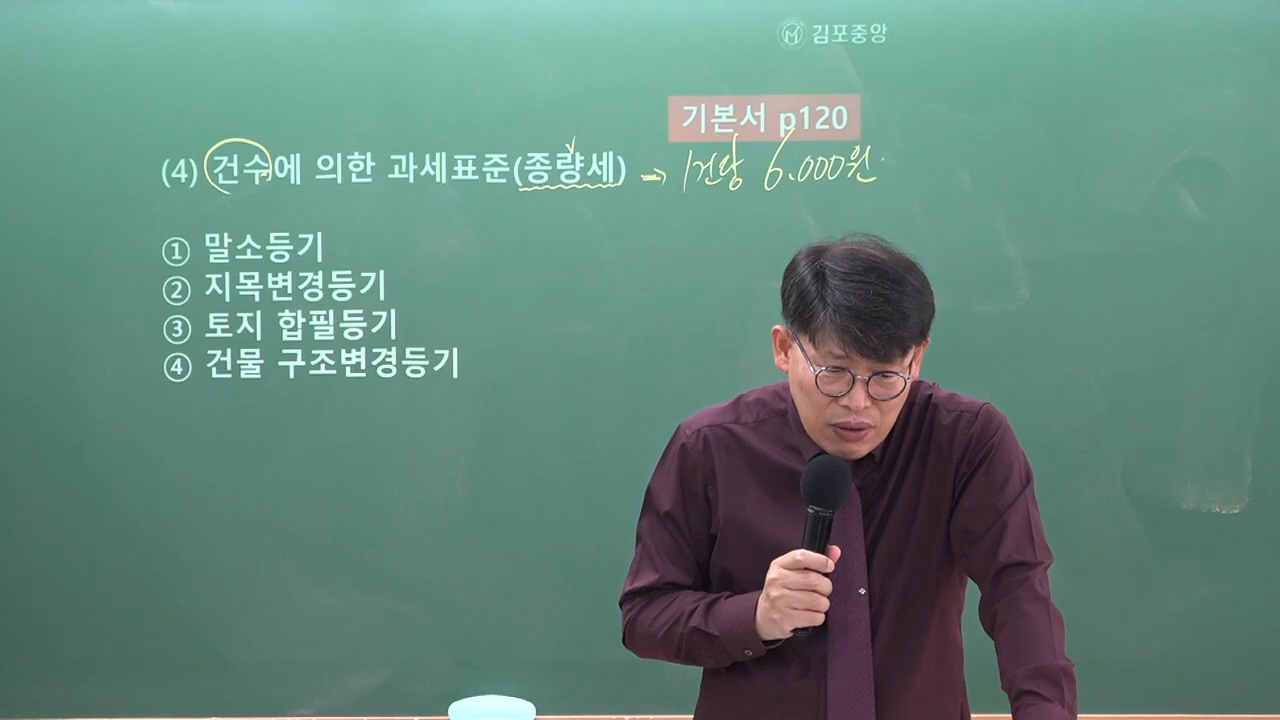 김포중앙
기본서 p120
(4) 건수에 의한 과세표준(종량세) → 1건당 6.000원.
① 말소등기
② 지목변경등기
③ 토지 합필등기
④ 건물 구조변경등기